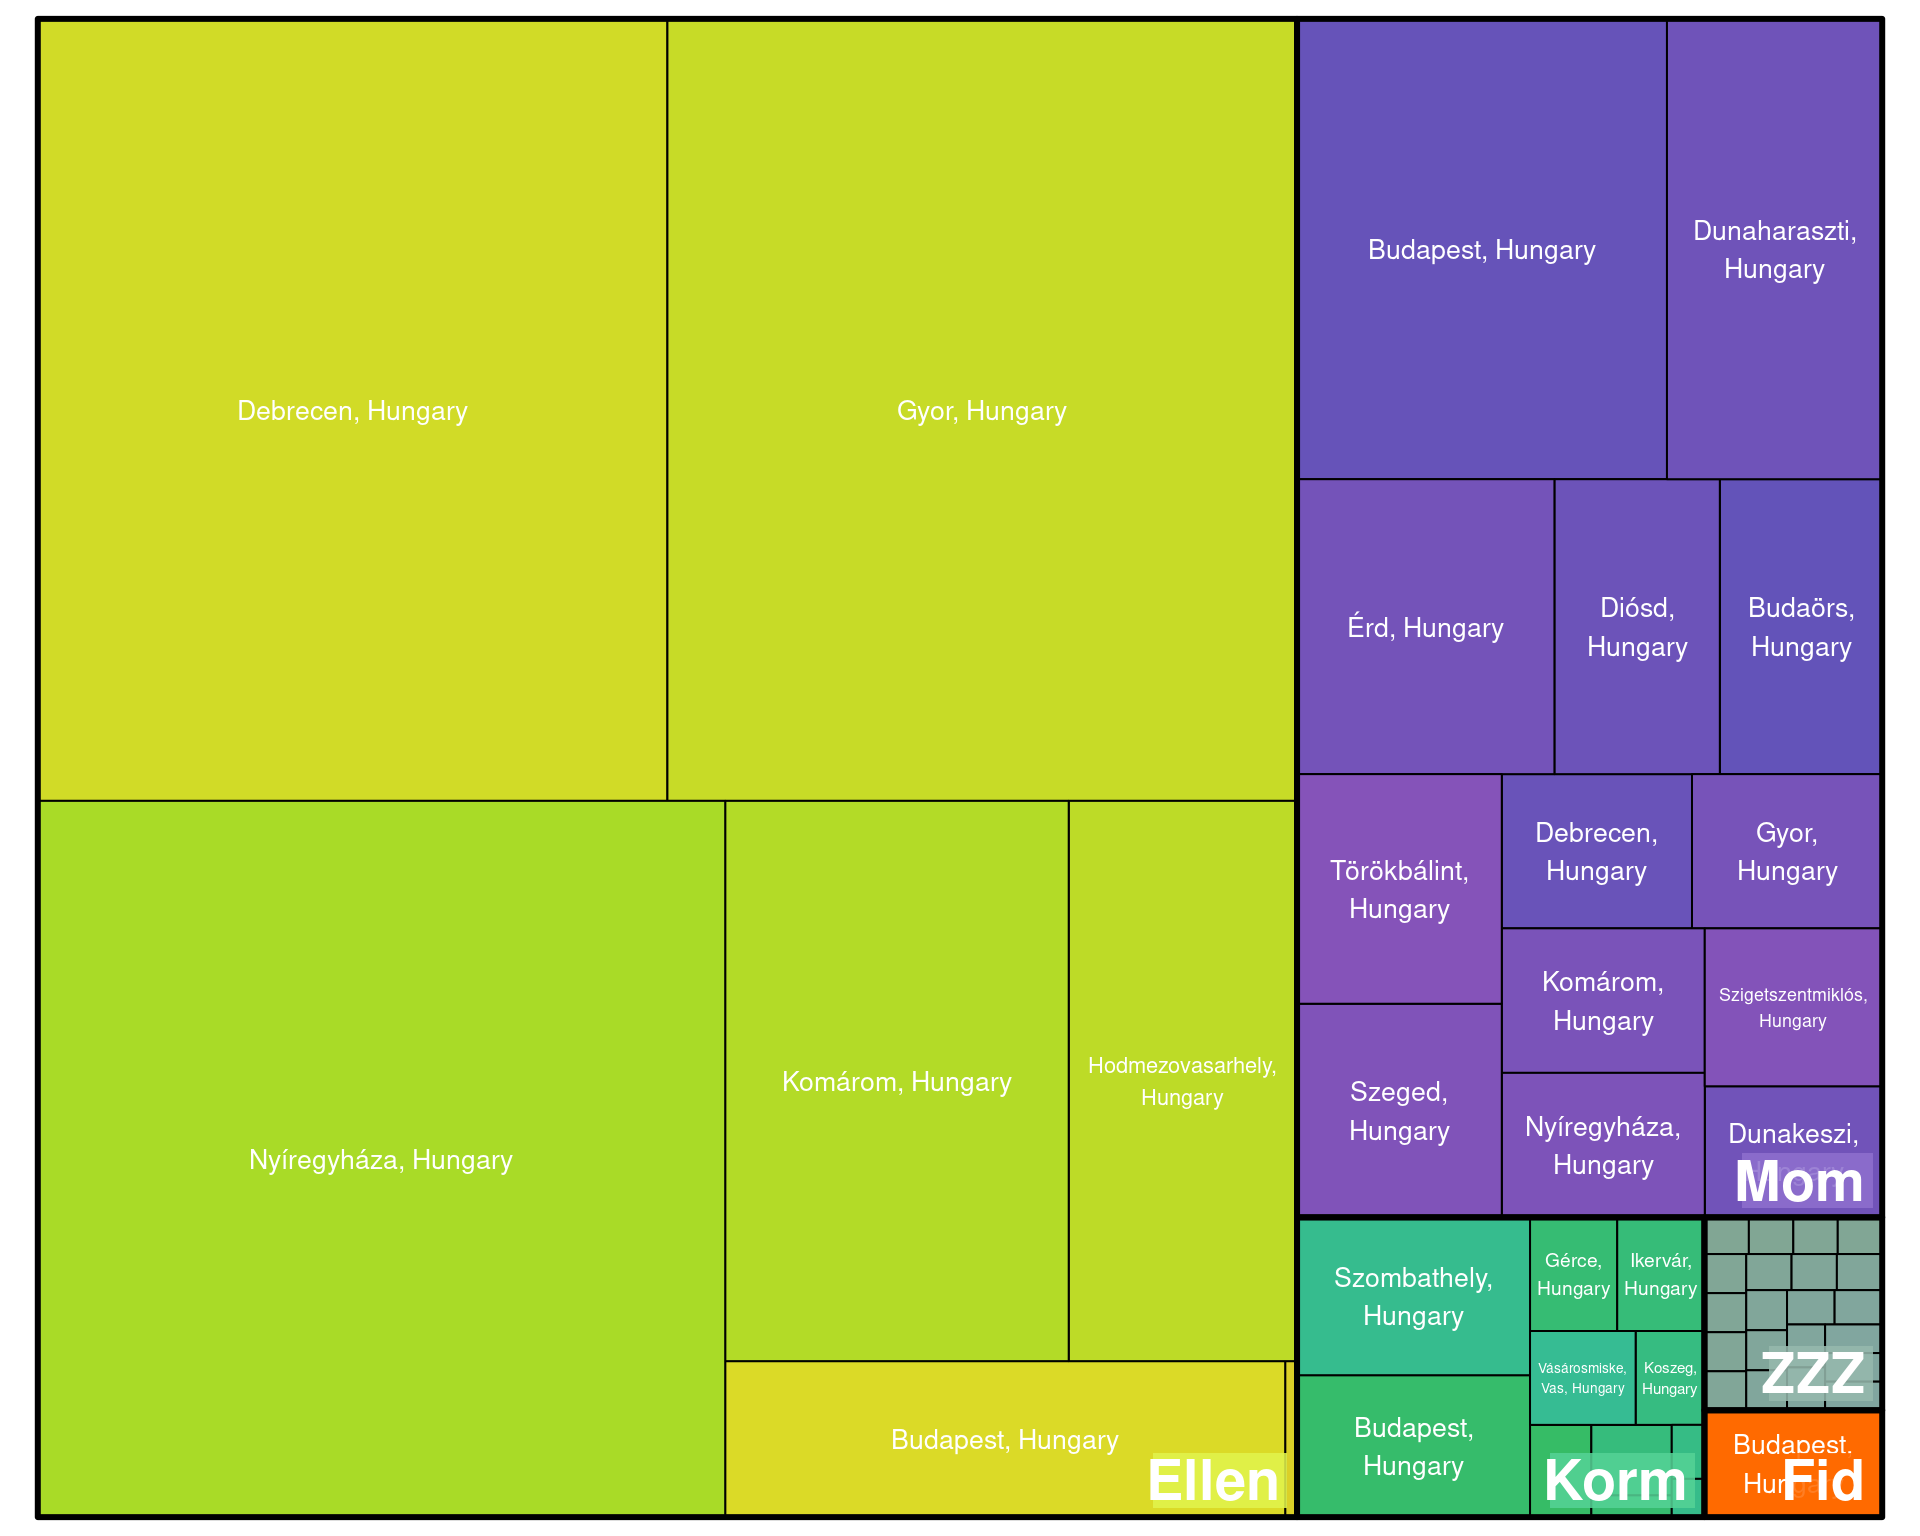 Debrecen, Hungary
Gyor, Hungary
Nyíregyháza, Hungary
Komárom, Hungary
Hodmezovasarhely,
Hungary
Budapest, Hungary
Ellen
Budapest, Hungary
Dunaharaszti,
Hungary
Érd, Hungary
Diósd,
Hungary
Budaörs,
Hungary
Törökbálint,
Hungary
Debrecen,
Hungary
Gyor,
Hungary
Szeged,
Hungary
Komárom,
Hungary
Szigetszentmiklós,
Hungary
Nyíregyháza,
Hungary
Dunakeszi,
Hungary
Mom
Szombathely,
Hungary
Gérce,
Hungary
Ikervár,
Hungary
Vásárosmiske,
Vas, Hungary
Koszeg,
Hungary
Budapest,
Hungary
Korm
ZZZ
Budapest,
Hungary
Fid